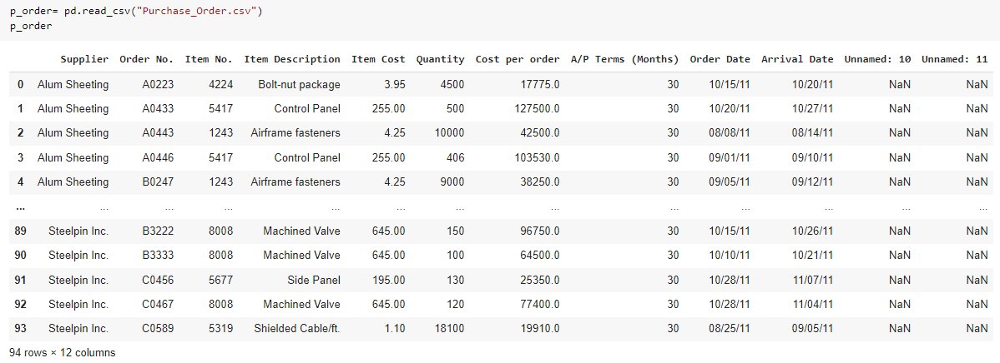 p_order= pd.read_csv("Purchase_Order.csv")
p_order
Supplier Order No. Item No. Item Description Item Cost Quantity Cost per order A/P Terms (Months) Order Date Arrival Date Unnamed: 10 Unnamed: 11
0 Alum Sheeting A0223 4224 Bolt-nut package 3.95 4500 17775.0 30 10/15/11 10/20/11 NaN NaN
1 Alum Sheeting A0433 5417 Control Panel 255.00 500 127500.0 30 10/20/11 10/27/11 NaN NaN
2 Alum Sheeting A0443 1243 Airframe fasteners 4.25 10000 42500.0 30 08/08/11 08/14/11 NaN NaN
3 Alum Sheeting A0446 5417 Control Panel 255.00 406 103530.0 30 09/01/11 09/10/11 NaN NaN
4 Alum Sheeting B0247 1243 Airframe fasteners 4.25 9000 38250.0 30 09/05/11 09/12/11 NaN NaN
... ... ... ... ... ... ... ... ... ... ... ... ...
89 Steelpin Inc. B3222 8008 Machined Valve 645.00 150 96750.0 30 10/15/11 10/26/11 NaN NaN
90 Steelpin Inc. B3333 8008 Machined Valve 645.00 100 64500.0 30 10/10/11 10/21/11 NaN NaN
91 Steelpin Inc. C0456 5677 Side Panel 195.00 130 25350.0 30 10/28/11 11/07/11 NaN NaN
92 Steelpin Inc. C0467 8008 Machined Valve 645.00 120 77400.0 30 10/28/11 11/04/11 NaN NaN
93 Steelpin Inc. C0589 5319 Shielded Cable/ft. 1.10 18100 19910.0 30 08/25/11 09/05/11 NaN NaN
94 rows × 12 columns